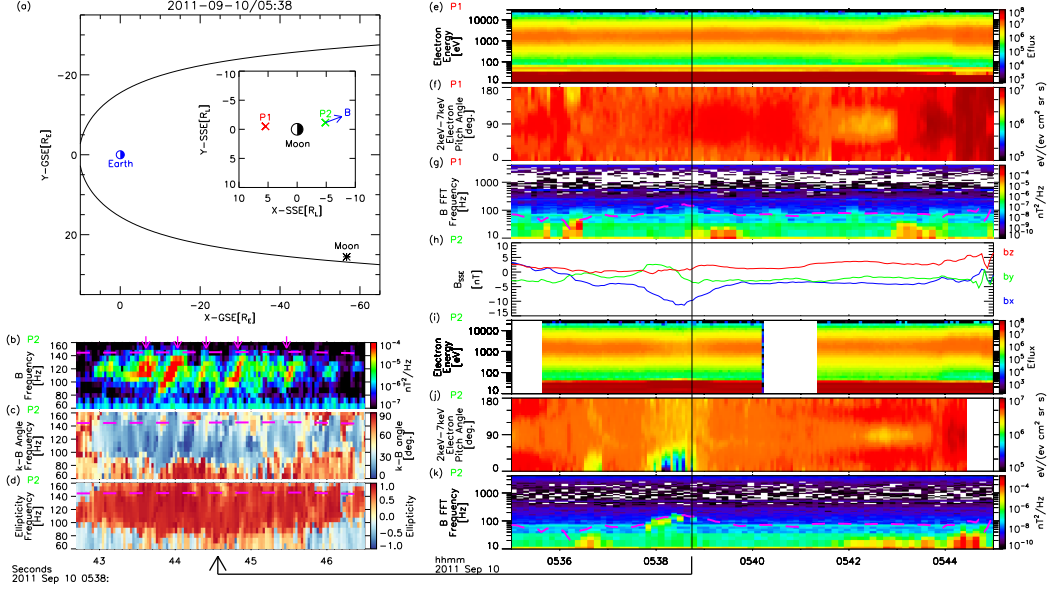 (a)
2011-09-10/05:38
Y-GSE[RE]
-20
0
20
Earth
Moon
0
-20
-40
-60
X-GSE[RE]
-10
-5
0
5
10
Y-SSE[RL]
P1
P2
B
Moon
10
5
0
-5
-10
X-SSE[RL]
(b) P2
B
Frequency
[Hz]
160
140
120
100
80
60
10-4
10-5
10-6
10-7
nT2/Hz
(c) P2
k-B Angle
Frequency
[Hz]
160
140
120
100
80
60
90
60
30
0
k-B angle
[deg.]
(d) P2
Ellipticity
Frequency
[Hz]
160
140
120
100
80
60
1.0
0.5
0.0
-0.5
-1.0
Ellipticity
43
44
45
46
Seconds
2011 Sep 10 0538:
(e) P1
Electron
Energy
[eV]
10000
1000
100
10
108
107
106
105
104
103
Eflux
(f) P1
2keV-7keV
Electron
Pitch Angle
[deg.]
180
90
0
107
106
105
eV/(ev cm2 sr s)
(g) P1
B FFT
Frequency
[Hz]
1000
100
10
10-4
10-6
10-8
10-9
10-10
nT2/Hz
(h) P2
BSSE
[nT]
10
5
0
-5
-10
-15
bz
by
bx
(i) P2
Electron
Energy
[eV]
10000
1000
100
10
108
107
106
105
104
103
Eflux
(j) P2
2keV-7keV
Electron
Pitch Angle
[deg.]
180
90
0
107
106
105
eV/(ev cm2 sr s)
(k) P2
B FFT
Frequency
[Hz]
1000
100
10
10-4
10-6
10-8
10-9
10-10
nT2/Hz
0536
0538
0540
0542
0544
hhmm
2011 Sep 10